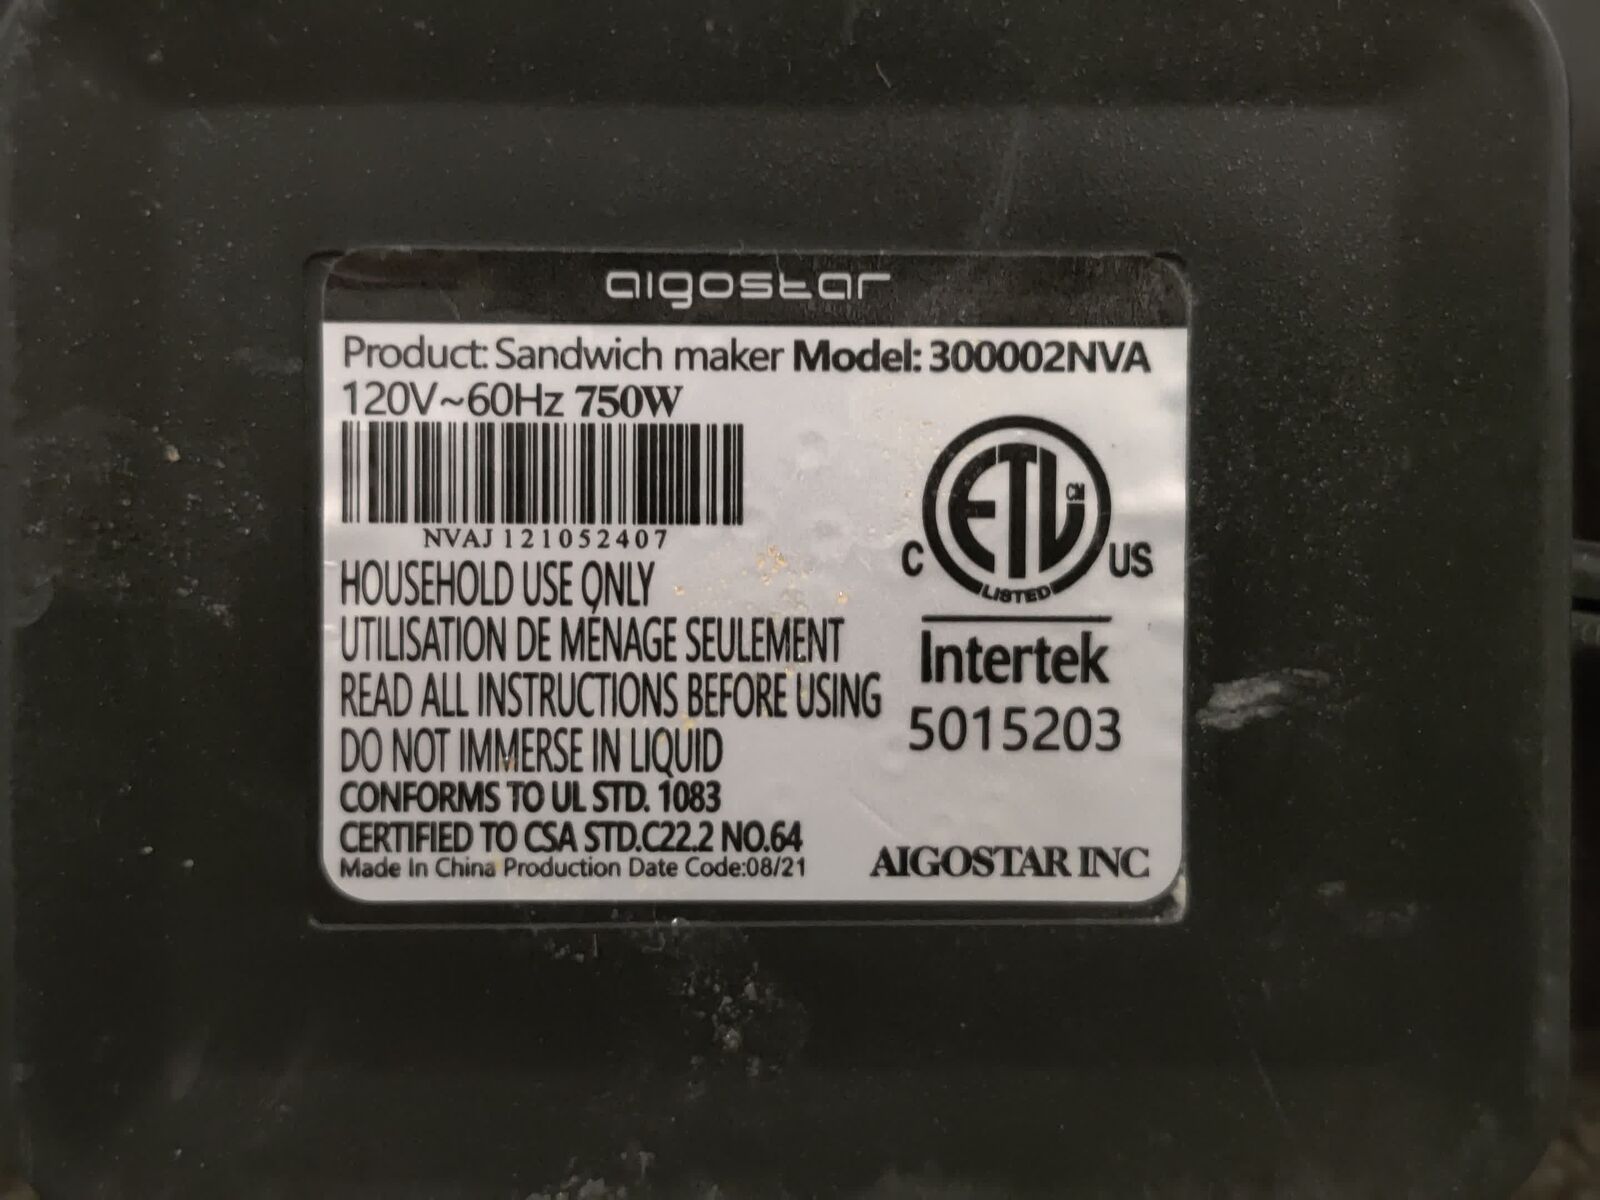 aigostar
Product: Sandwich maker Model: 300002NVA
120V~60Hz 750W
NVAJ121052407
HOUSEHOLD USE ONLY
UTILISATION DE MÉNAGE SEULEMENT
READ ALL INSTRUCTIONS BEFORE USING
DO NOT IMMERSE IN LIQUID
CONFORMS TO UL STD. 1083
CERTIFIED TO CSA STD.C22.2 NO.64
Made In China Production Date Code:08/21
ETL CM
C US
LISTED
Intertek
5015203
AIGOSTAR INC